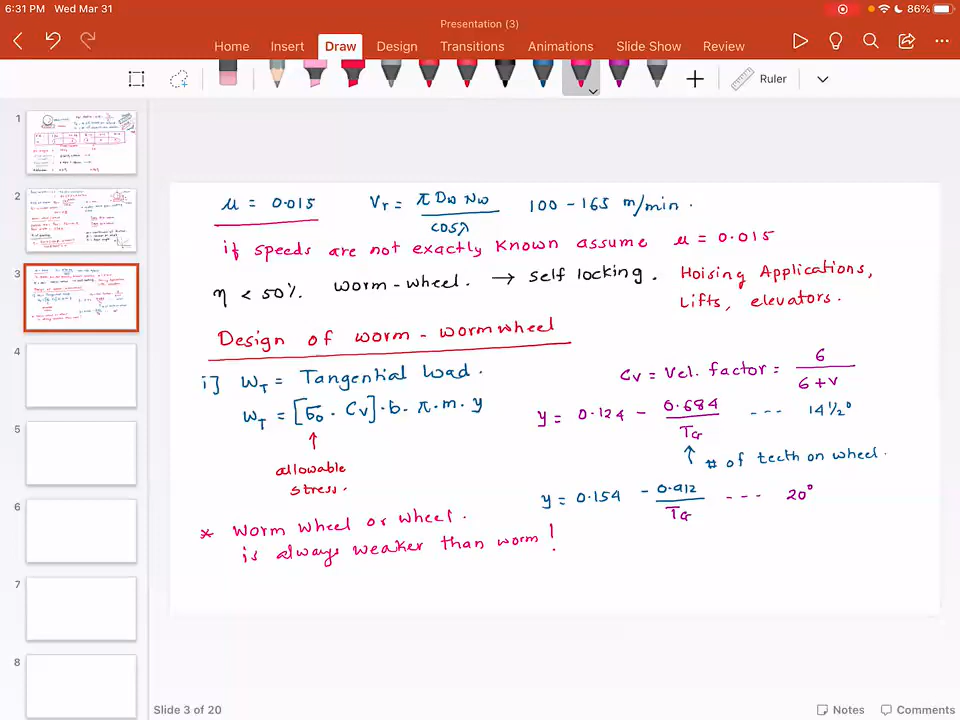 6:31 PM Wed Mar 31
86%
Presentation (3)
Home Insert Draw Design Transitions Animations Slide Show Review
Ruler
1
2
3
4
5
6
7
8
μ = 0.015 Vr = π Dw Nw / cosλ 100 - 165 m/min.
if speeds are not exactly known assume μ = 0.015
η < 50%. worm-wheel. → self locking. Hoising Applications,
Lifts, elevators.
Design of worm - wormwheel
i] WT = Tangential Load.
Cv = Vel. factor = 6 / 6+v
WT = [σo . Cv] . b . π . m . y
↑
allowable
stress.
y = 0.124 - 0.684 / TG --- 14 1/2°
↑ # of teeth on wheel.
y = 0.154 - 0.912 / TG --- 20°
* Worm wheel or wheel.
is always weaker than worm !
Slide 3 of 20
Notes Comments